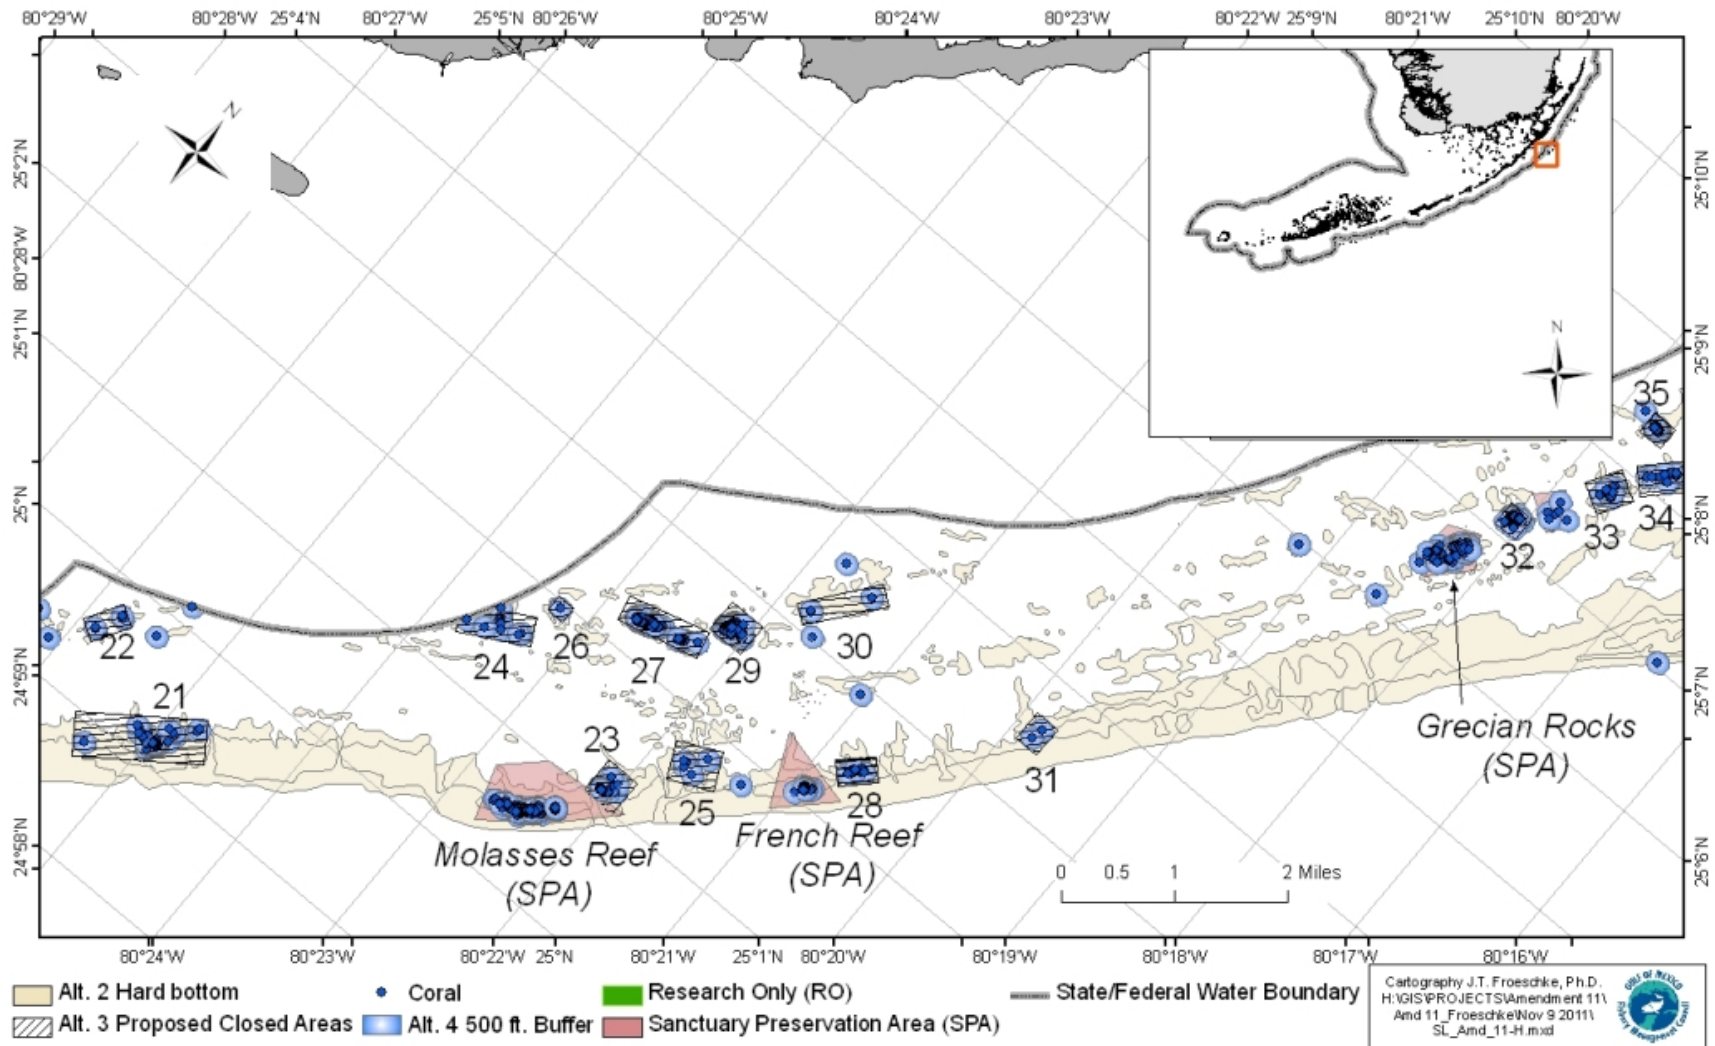 80°29'W 80°28'W 25°4'N 80°27'W 25°5'N 80°26'W 80°25'W 80°24'W 80°23'W 80°22'W 25°9'N 80°21'W 25°10'N 80°20'W
N
N
25°2'N
80°28'W
25°1'N
25°N
24°59'N
24°58'N
25°10'N
25°9'N
25°8'N
25°7'N
25°6'N
35
34
33
32
22
24
26
27
29
30
21
23
25
28
31
Grecian Rocks
(SPA)
Molasses Reef
(SPA)
French Reef
(SPA)
0 0.5 1 2 Miles
80°24'W 80°23'W 80°22'W 25°N 80°21'W 25°1'N 80°20'W 80°19'W 80°18'W 80°17'W 80°16'W
Alt. 2 Hard bottom
Coral
Research Only (RO)
State/Federal Water Boundary
Alt. 3 Proposed Closed Areas
Alt. 4 500 ft. Buffer
Sanctuary Preservation Area (SPA)
Cartography J.T. Froeschke, Ph.D.
H:\GIS\PROJECTS\Amendment 11\
Amd 11_Froeschke\Nov 9 2011\
SL_Amd_11-H.mxd
GULF OF MEXICO
Fishery Management Council